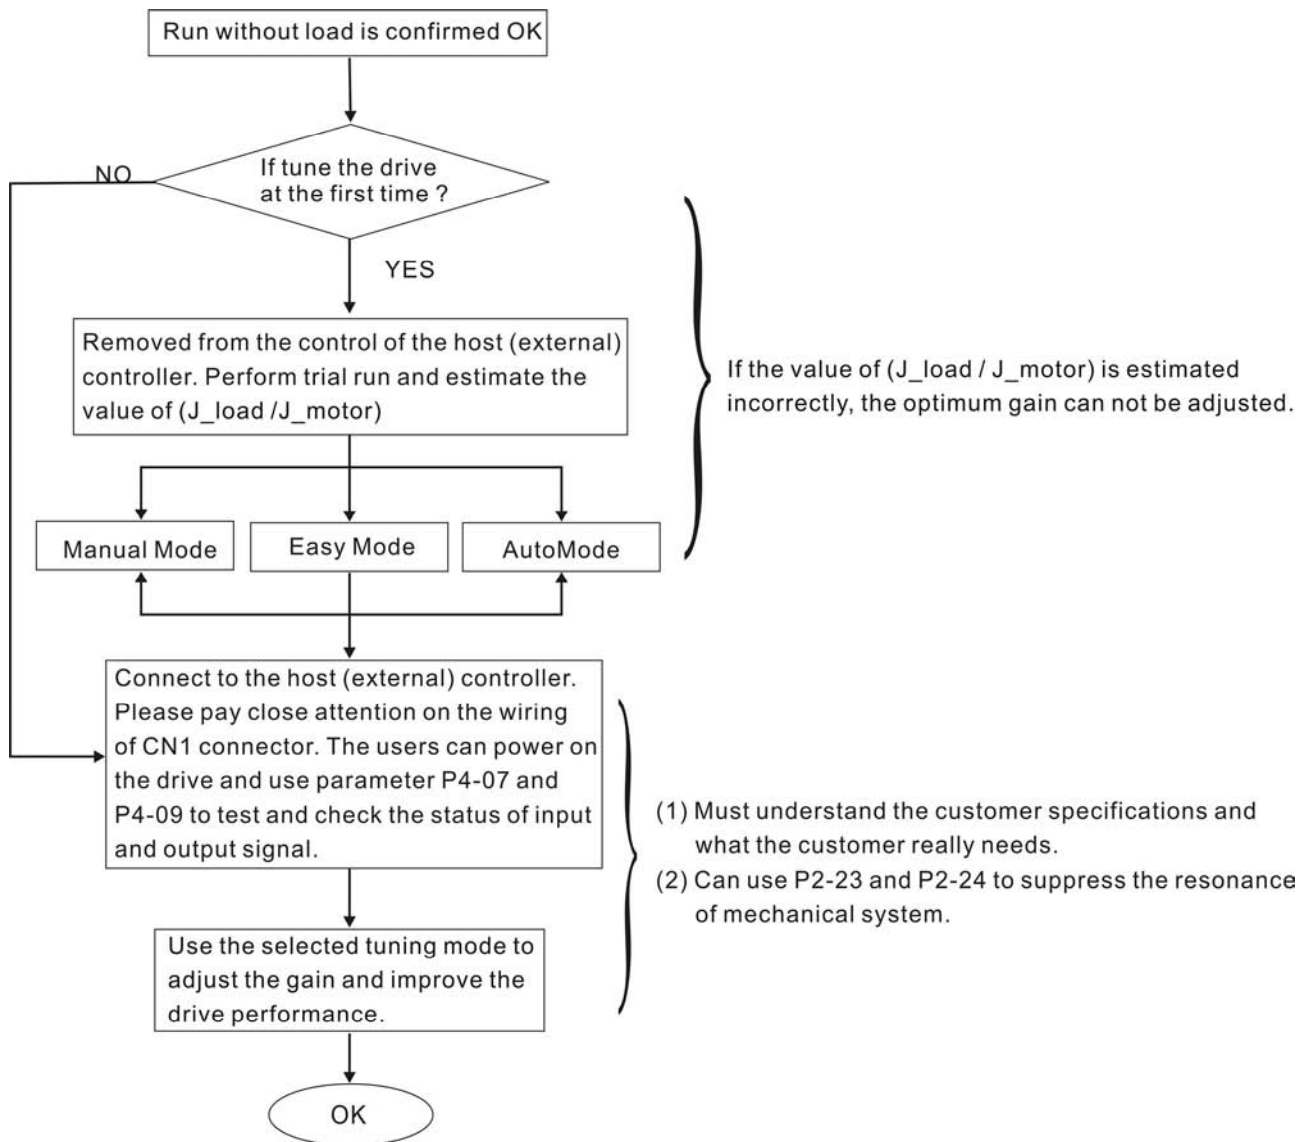 Run without load is confirmed OK
If tune the drive
at the first time ?
NO
YES
Removed from the control of the host (external)
controller. Perform trial run and estimate the
value of (J_load /J_motor)
If the value of (J_load / J_motor) is estimated
incorrectly, the optimum gain can not be adjusted.
Manual Mode
Easy Mode
AutoMode
Connect to the host (external) controller.
Please pay close attention on the wiring
of CN1 connector. The users can power on
the drive and use parameter P4-07 and
P4-09 to test and check the status of input
and output signal.
(1) Must understand the customer specifications and
what the customer really needs.
(2) Can use P2-23 and P2-24 to suppress the resonance
of mechanical system.
Use the selected tuning mode to
adjust the gain and improve the
drive performance.
OK